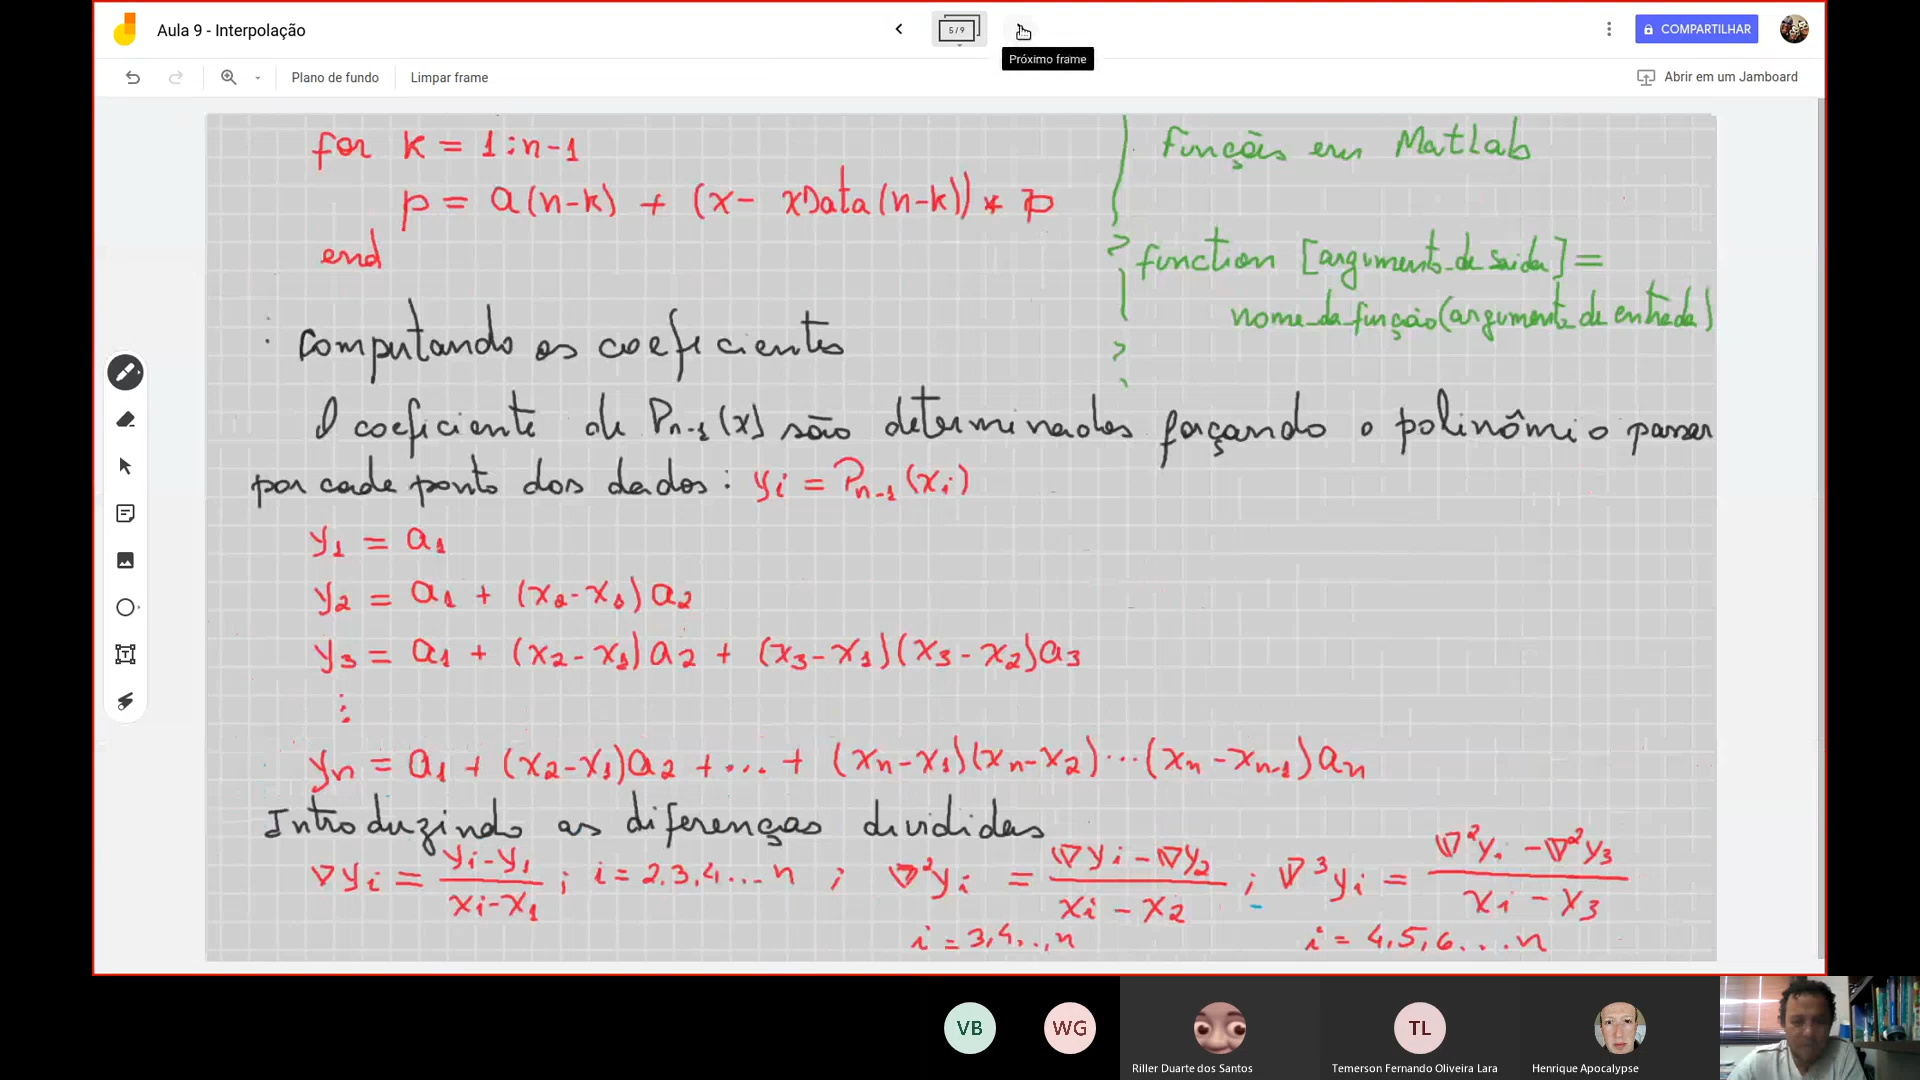 Aula 9 - Interpolação
5/9
Próximo frame
COMPARTILHAR
Plano de fundo
Limpar frame
Abrir em um Jamboard
for k = 1:n-1
p = a(n-k) + (x - xData(n-k)) * p
end
Funções em Matlab
function [argumento_de_saida] =
nome_da_função(argumento_de entrada)
Computando os coeficientes
O coeficiente de Pn-1(x) são determinados forçando o polinômio passar
por cada ponto dos dados: yi = Pn-1(xi)
y1 = a1
y2 = a1 + (x2-x1)a2
y3 = a1 + (x2-x1)a2 + (x3-x1)(x3-x2)a3
⋮
yn = a1 + (x2-x1)a2 + ... + (xn-x1)(xn-x2)...(xn-xn-1)an
Introduzindo as diferenças divididas
∇yi = (yi-y1)/(xi-x1) ; i=2,3,4...n ; ∇²yi = (∇yi-∇y2)/(xi-x2) ; ∇³yi = (∇²yi-∇²y3)/(xi-x3)
i=3,4..,n
i=4,5,6...n
VB
WG
TL
Riller Duarte dos Santos
Temerson Fernando Oliveira Lara
Henrique Apocalypse